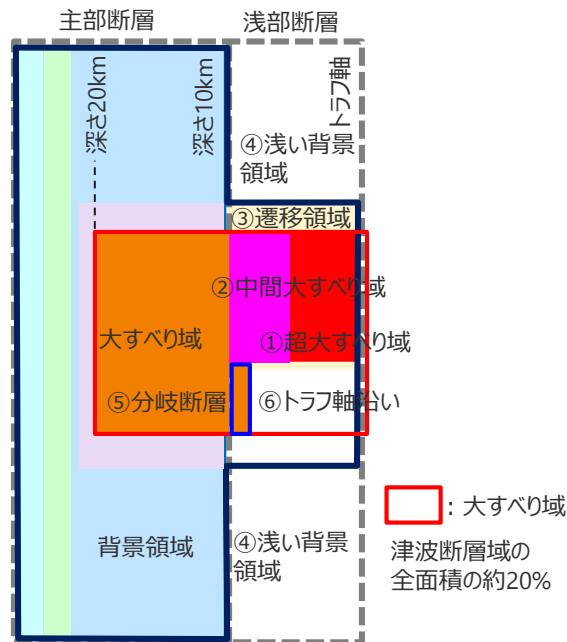 主部断層
浅部断層
深さ20km
深さ10km
トラフ軸
④浅い背景
領域
③遷移領域
②中間大すべり域
大すべり域
①超大すべり域
⑤分岐断層
⑥トラフ軸沿い
背景領域
④浅い背景
領域
：大すべり域
津波断層域の
全面積の約20%